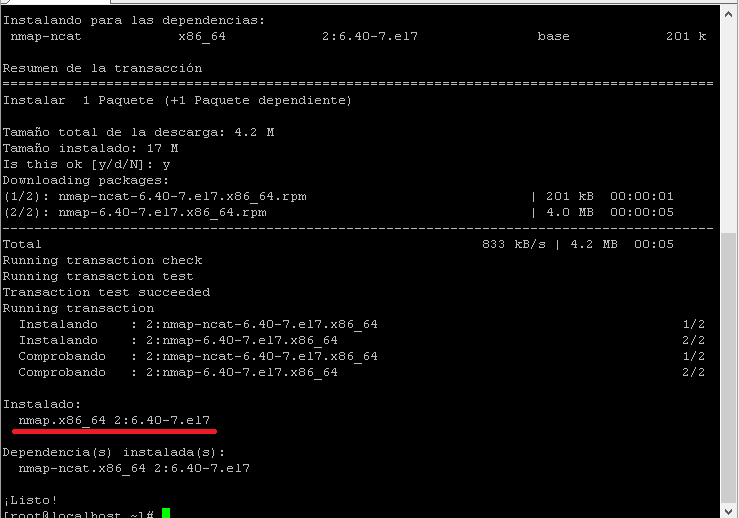 Instalando para las dependencias:
nmap-ncat x86_64 2:6.40-7.el7 base 201 k
Resumen de la transacción
================================================================================
Instalar 1 Paquete (+1 Paquete dependiente)
Tamaño total de la descarga: 4.2 M
Tamaño instalado: 17 M
Is this ok [y/d/N]: y
Downloading packages:
(1/2): nmap-ncat-6.40-7.el7.x86_64.rpm | 201 kB 00:00:01
(2/2): nmap-6.40-7.el7.x86_64.rpm | 4.0 MB 00:00:05
--------------------------------------------------------------------------------
Total 833 kB/s | 4.2 MB 00:05
Running transaction check
Running transaction test
Transaction test succeeded
Running transaction
Instalando : 2:nmap-ncat-6.40-7.el7.x86_64 1/2
Instalando : 2:nmap-6.40-7.el7.x86_64 2/2
Comprobando : 2:nmap-ncat-6.40-7.el7.x86_64 1/2
Comprobando : 2:nmap-6.40-7.el7.x86_64 2/2
Instalado:
nmap.x86_64 2:6.40-7.el7
Dependencia(s) instalada(s):
nmap-ncat.x86_64 2:6.40-7.el7
¡Listo!
[root@localhost ~]#